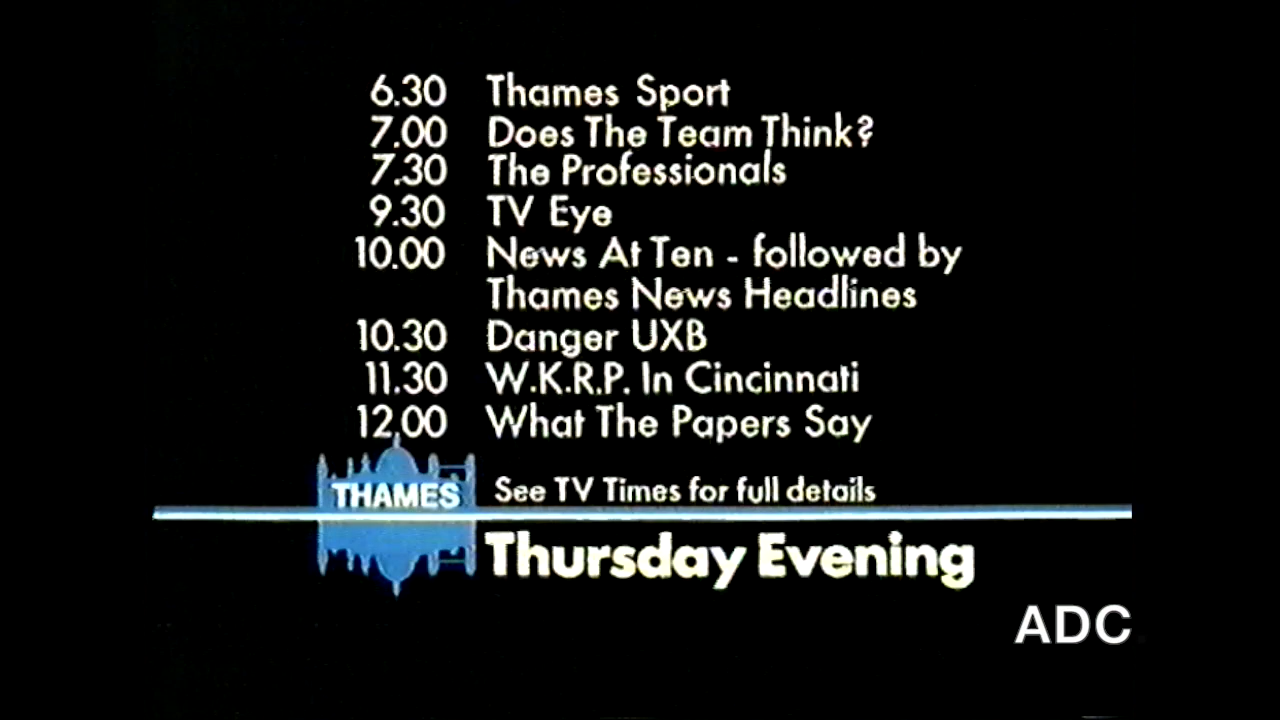 6.30 Thames Sport
7.00 Does The Team Think?
7.30 The Professionals
9.30 TV Eye
10.00 News At Ten - followed by
Thames News Headlines
10.30 Danger UXB
11.30 W.K.R.P. In Cincinnati
12.00 What The Papers Say
THAMES See TV Times for full details
Thursday Evening
ADC